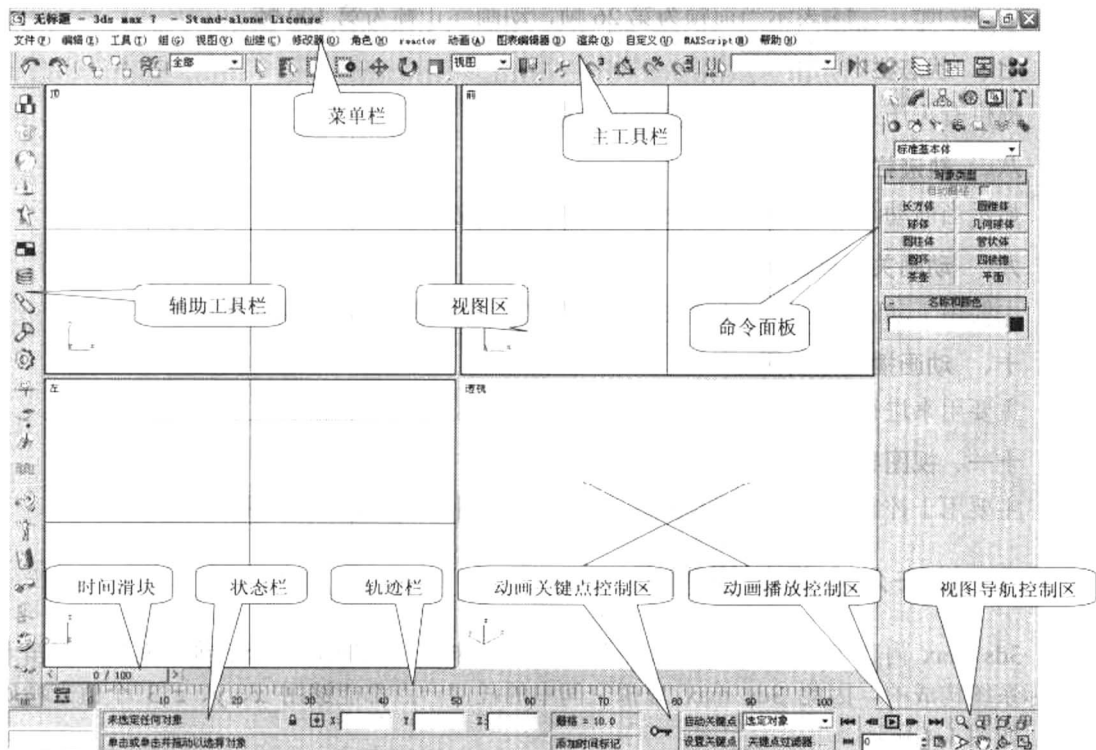 无标题 - 3ds max 7 - Stand-alone License
文件(F) 编辑(E) 工具(T) 组(G) 视图(V) 创建(C) 修改器(O) 角色(H) reactor 动画(A) 图表编辑器(D) 渲染(R) 自定义(U) MAXScript(M) 帮助(H)
全部 视图
菜单栏
主工具栏
顶
前
标准基本体
对象类型
长方体 圆锥体
球体 几何球体
圆柱体 管状体
圆环 四棱锥
茶壶 平面
名称和颜色
辅助工具栏
视图区
命令面板
左
透视
时间滑块
状态栏
轨迹栏
动画关键点控制区
动画播放控制区
视图导航控制区
0 / 100
10 20 30 40 50 60 70 80 90 100
未选定任何对象 X: Y: Z: 栅格 = 10.0 自动关键点 选定对象
单击或单击并拖动以选择对象 添加时间标记 设置关键点 关键点过滤器 0